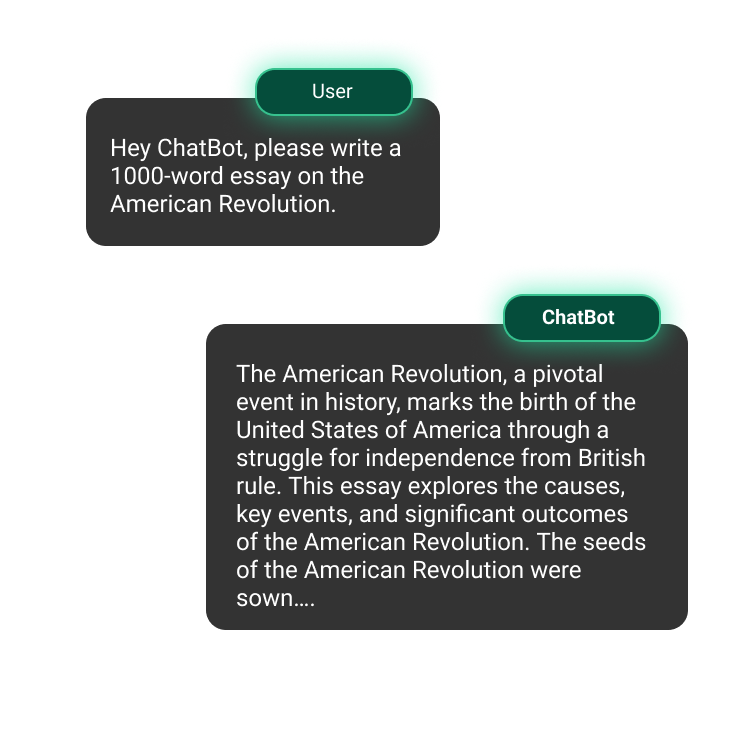 User
Hey ChatBot, please write a
1000-word essay on the
American Revolution.
ChatBot
The American Revolution, a pivotal
event in history, marks the birth of the
United States of America through a
struggle for independence from British
rule. This essay explores the causes,
key events, and significant outcomes
of the American Revolution. The seeds
of the American Revolution were
sown....